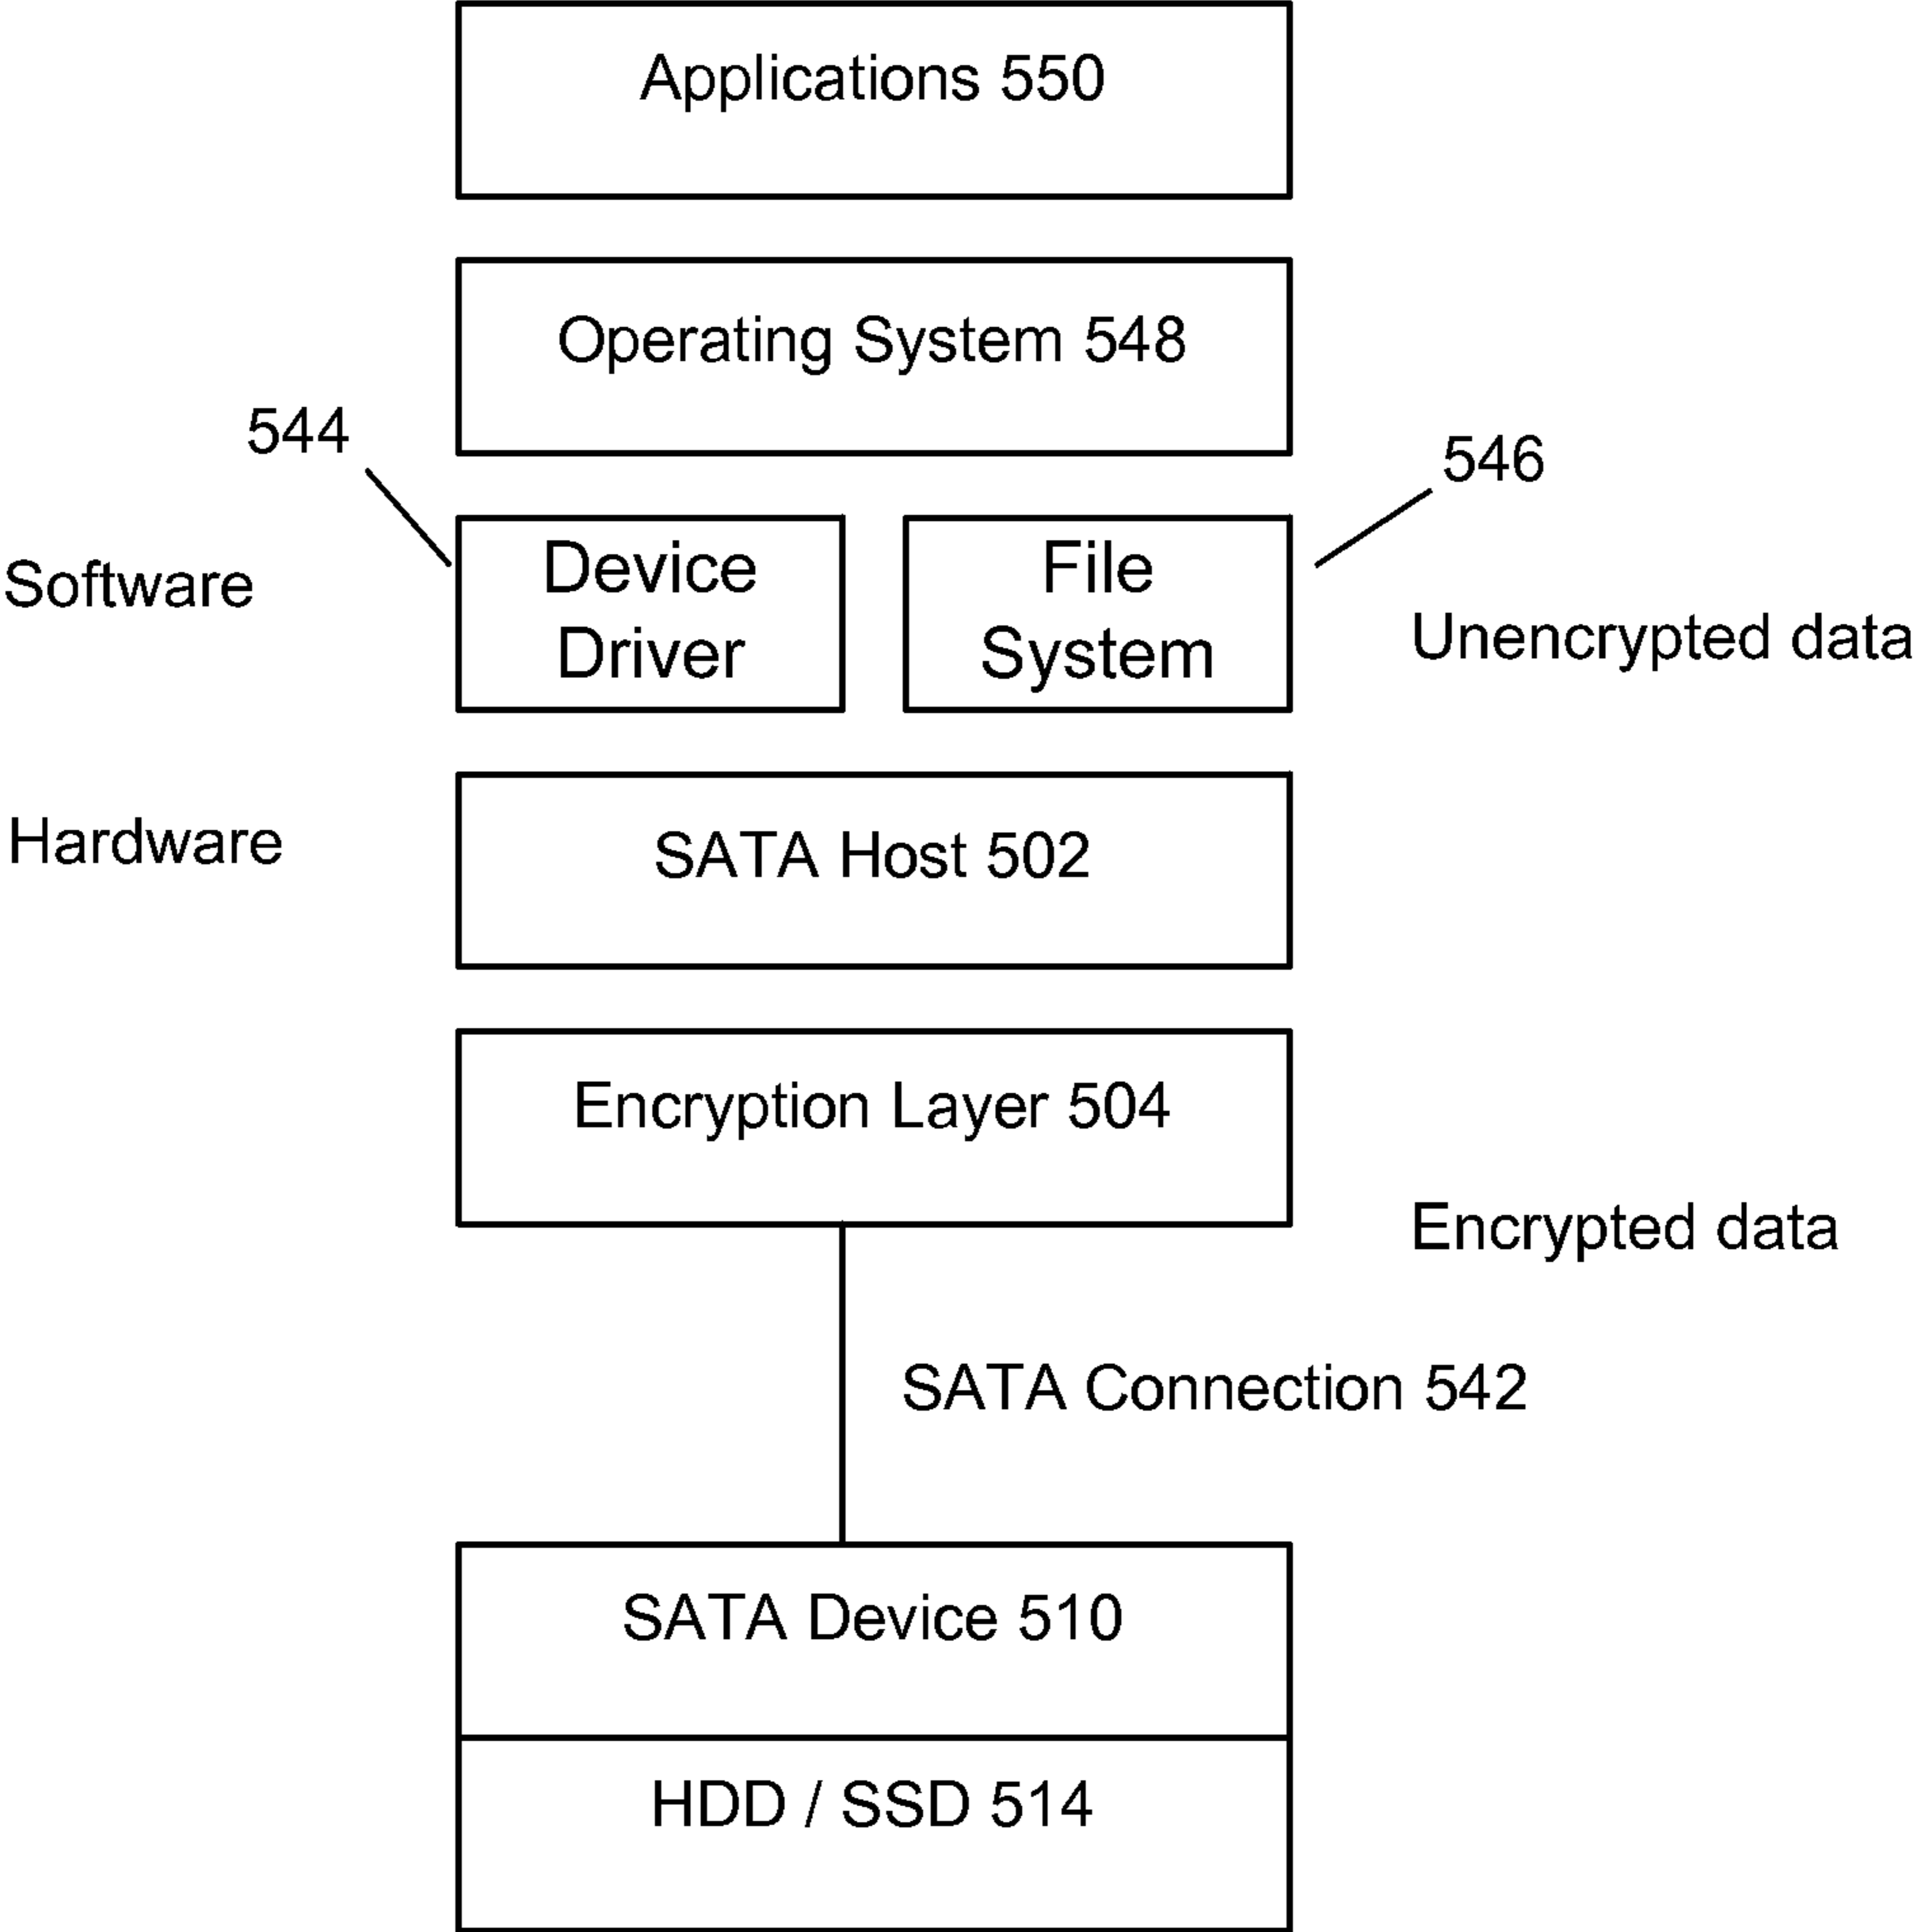 Applications 550
Operating System 548
544
546
Software
Device
Driver
File
System
Unencrypted data
Hardware
SATA Host 502
Encryption Layer 504
Encrypted data
SATA Connection 542
SATA Device 510
HDD / SSD 514